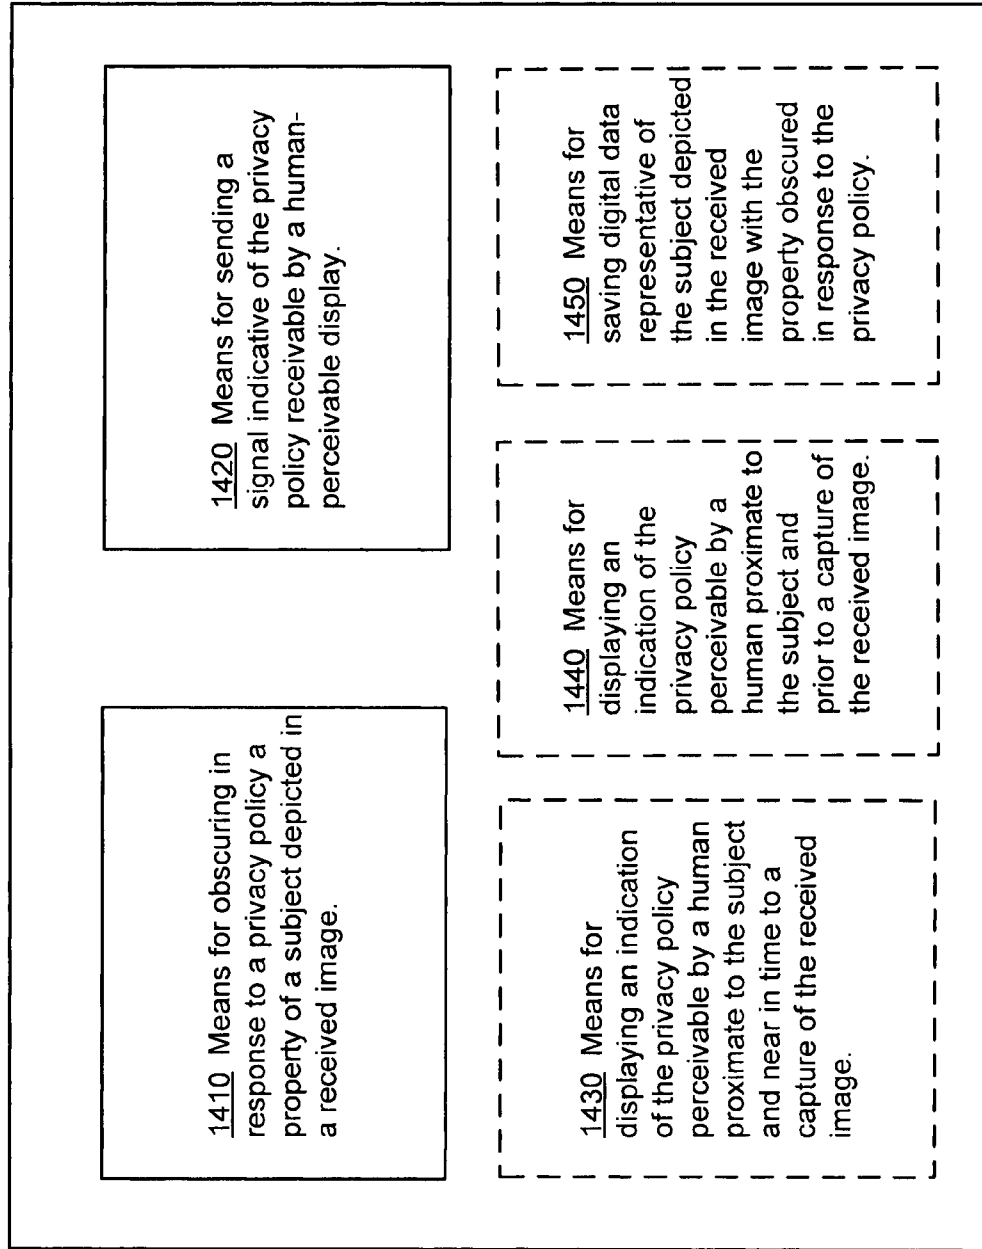 1410 Means for obscuring in
response to a privacy policy a
property of a subject depicted in
a received image.
1420 Means for sending a
signal indicative of the privacy
policy receivable by a human-
perceivable display.
1430 Means for
displaying an indication
of the privacy policy
perceivable by a human
proximate to the subject
and near in time to a
capture of the received
image.
1440 Means for
displaying an
indication of the
privacy policy
perceivable by a
human proximate to
the subject and
prior to a capture of
the received image.
1450 Means for
saving digital data
representative of
the subject depicted
in the received
image with the
property obscured
in response to the
privacy policy.